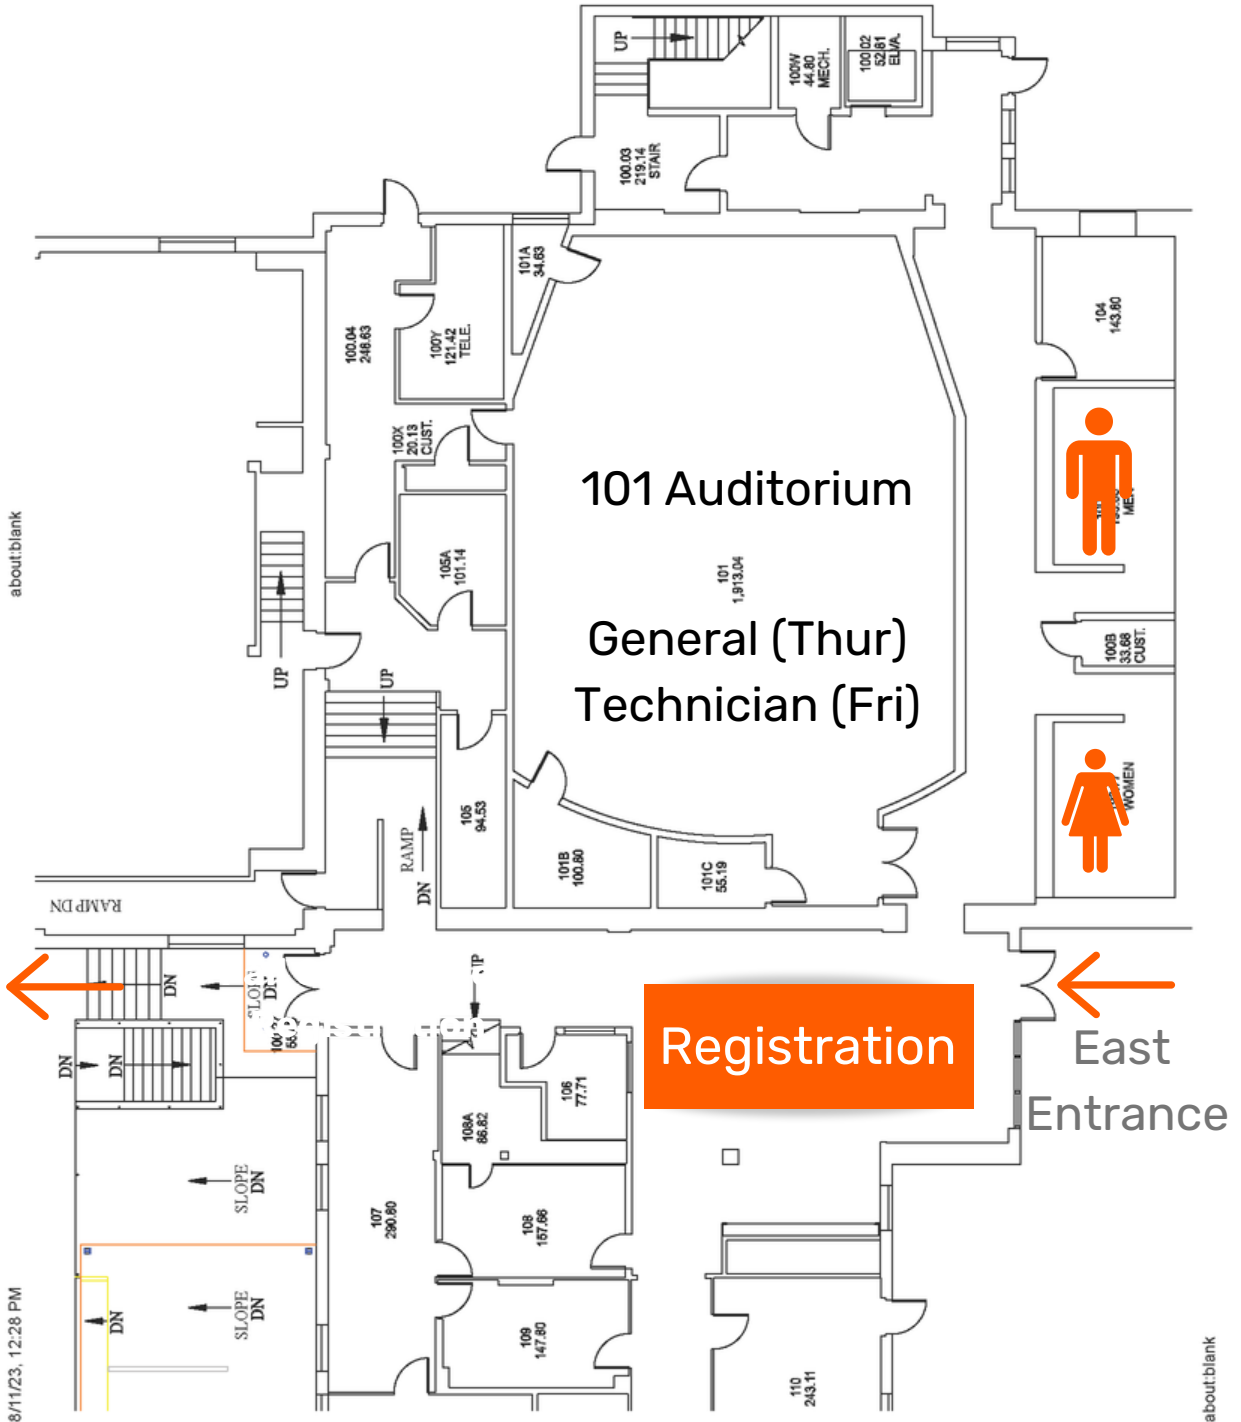 UP
100W
44.80
MECH.
100.02
52.81
ELVA.
100.03
219.14
STAIR
101A
34.63
100.04
246.63
100Y
121.42
TELE.
104
143.60
100X
20.13
CUST.
101 Auditorium
about:blank
105A
101.14
101
1,913.04
General (Thur)
Technician (Fri)
100B
33.68
CUST.
UP
UP
WOMEN
105
94.53
RAMP
DN
101B
100.80
101C
55.19
RAMP DN
DN
SLOPE
DN
UP
Registration
East
Entrance
DN
DN
106
77.71
108A
86.82
SLOPE
DN
107
290.80
108
157.66
SLOPE
DN
DN
109
147.80
110
243.11
8/11/23, 12:28 PM
about:blank